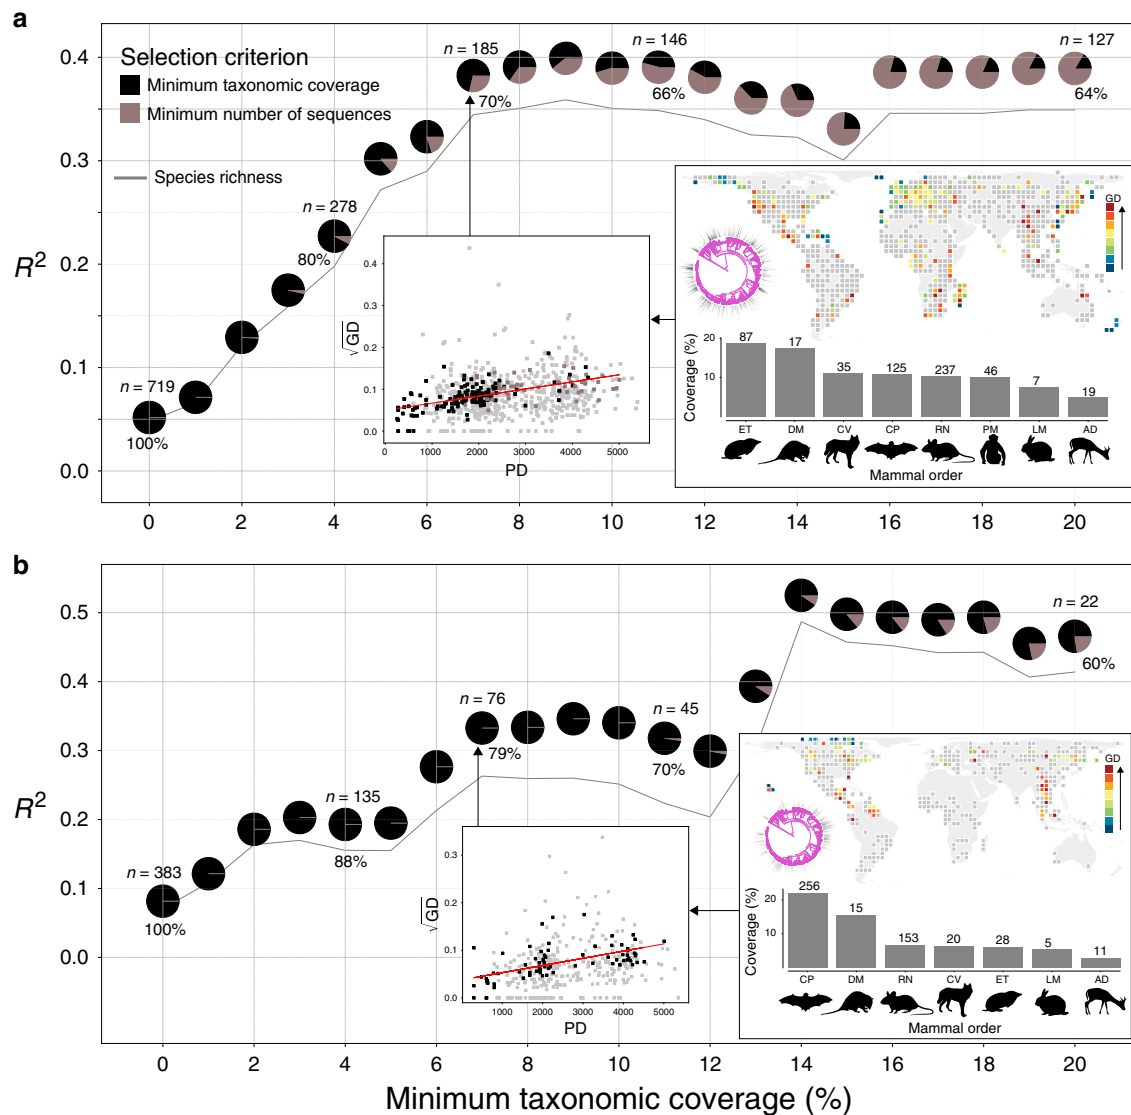 a
Selection criterion
Minimum taxonomic coverage
Minimum number of sequences
Species richness
R²
0.4
0.3
0.2
0.1
0.0
n = 719
100%
n = 278
80%
n = 185
70%
n = 146
66%
n = 127
64%
√GD
0.4
0.3
0.2
0.1
0.0
0 1000 2000 3000 4000 5000
PD
GD
Coverage (%)
20
10
87 17 35 125 237 46 7 19
ET DM CV CP RN PM LM AD
Mammal order
0 2 4 6 8 10 12 14 16 18 20
b
R²
0.5
0.4
0.3
0.2
0.1
0.0
n = 383
100%
n = 135
88%
n = 76
79%
n = 45
70%
n = 22
60%
√GD
0.3
0.2
0.1
0.0
1000 2000 3000 4000 5000
PD
GD
Coverage (%)
20
10
256 15 153 20 28 5 11
CP DM RN CV ET LM AD
Mammal order
0 2 4 6 8 10 12 14 16 18 20
Minimum taxonomic coverage (%)